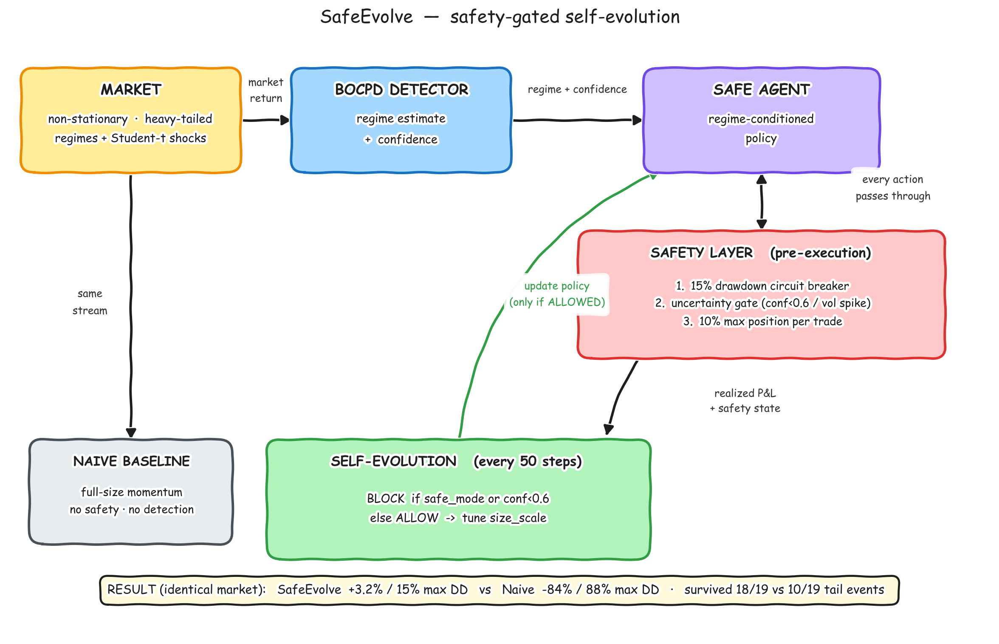 SafeEvolve — safety-gated self-evolution
MARKET
non-stationary · heavy-tailed
regimes + Student-t shocks
market
return
BOCPD DETECTOR
regime estimate
+ confidence
regime + confidence
SAFE AGENT
regime-conditioned
policy
every action
passes through
SAFETY LAYER (pre-execution)
1. 15% drawdown circuit breaker
2. uncertainty gate (conf<0.6 / vol spike)
3. 10% max position per trade
update policy
(only if ALLOWED)
same
stream
realized P&L
+ safety state
NAIVE BASELINE
full-size momentum
no safety · no detection
SELF-EVOLUTION (every 50 steps)
BLOCK if safe_mode or conf<0.6
else ALLOW -> tune size_scale
RESULT (identical market): SafeEvolve +3.2% / 15% max DD vs Naive -84% / 88% max DD · survived 18/19 vs 10/19 tail events